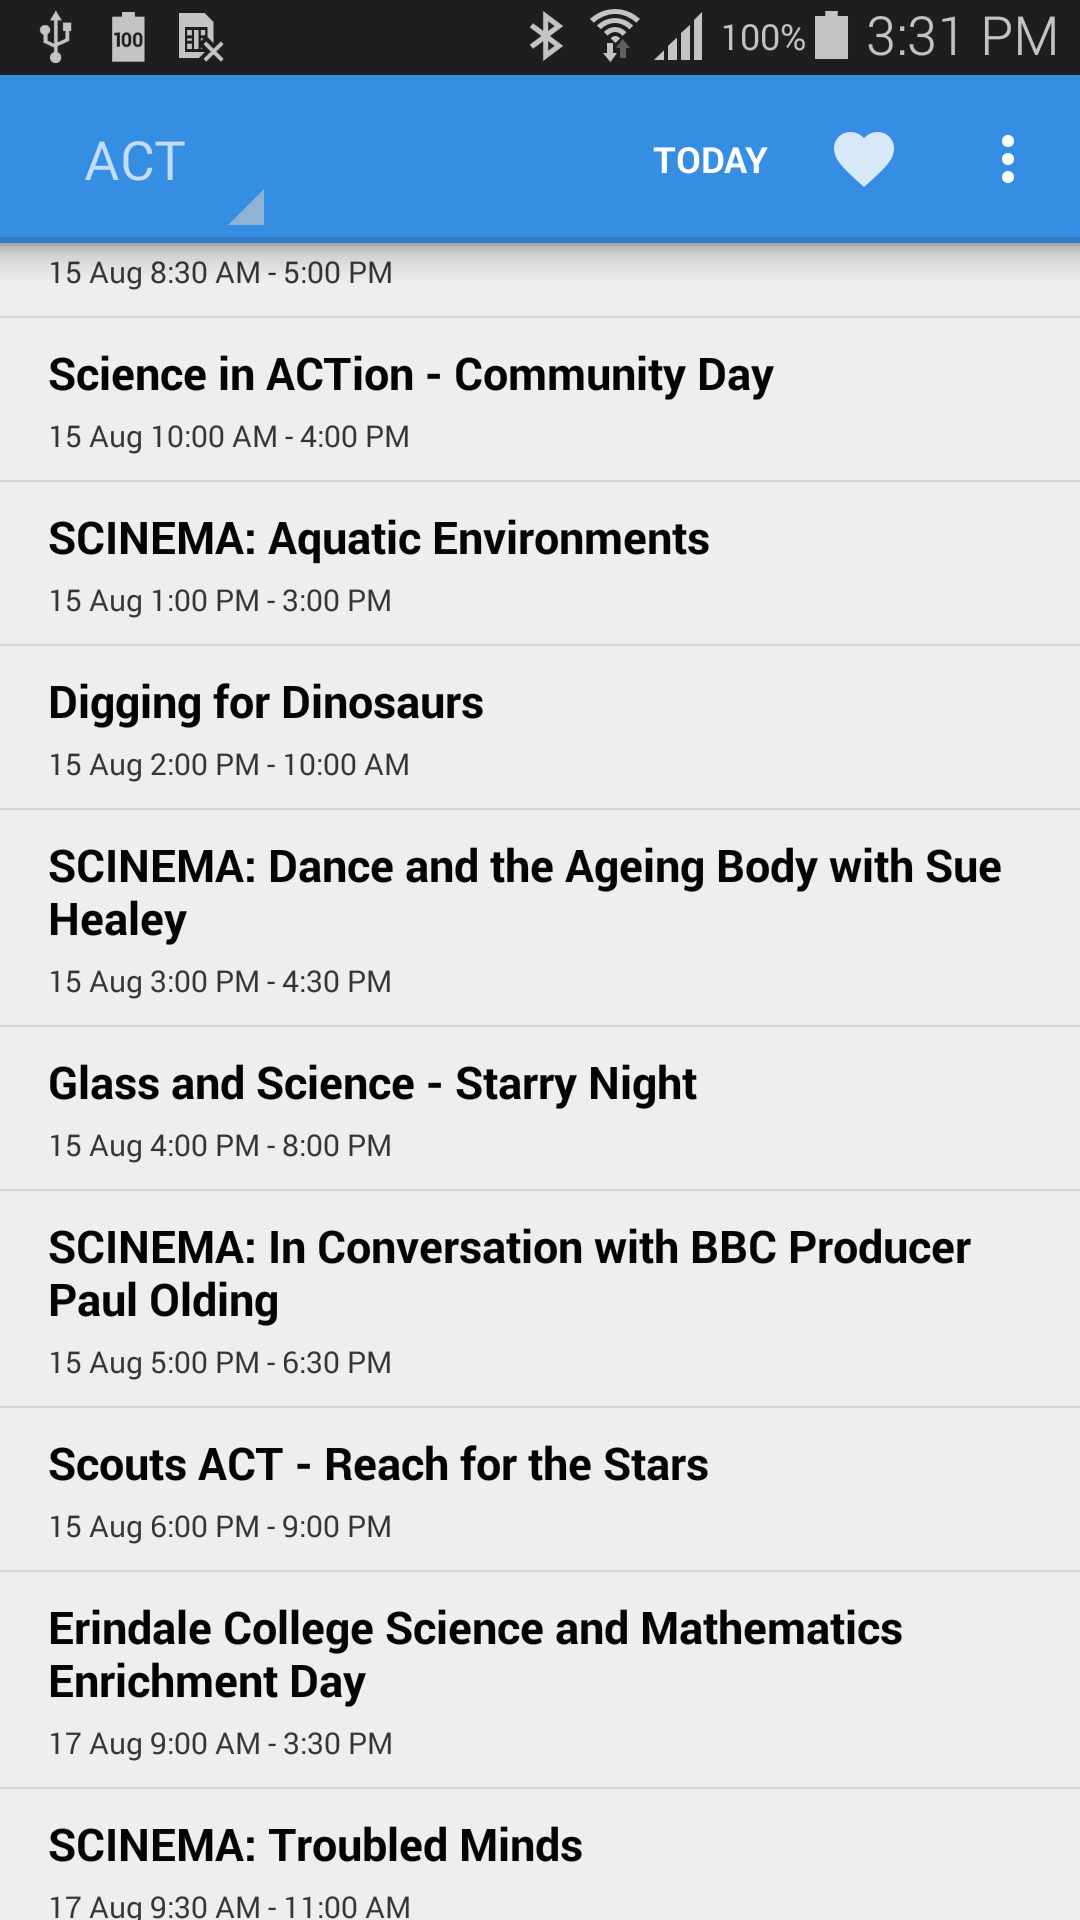 100
100%
3:31 PM
ACT
TODAY
15 Aug 8:30 AM - 5:00 PM
Science in ACTion - Community Day
15 Aug 10:00 AM - 4:00 PM
SCINEMA: Aquatic Environments
15 Aug 1:00 PM - 3:00 PM
Digging for Dinosaurs
15 Aug 2:00 PM - 10:00 AM
SCINEMA: Dance and the Ageing Body with Sue
Healey
15 Aug 3:00 PM - 4:30 PM
Glass and Science - Starry Night
15 Aug 4:00 PM - 8:00 PM
SCINEMA: In Conversation with BBC Producer
Paul Olding
15 Aug 5:00 PM - 6:30 PM
Scouts ACT - Reach for the Stars
15 Aug 6:00 PM - 9:00 PM
Erindale College Science and Mathematics
Enrichment Day
17 Aug 9:00 AM - 3:30 PM
SCINEMA: Troubled Minds
17 Aug 9:30 AM - 11:00 AM